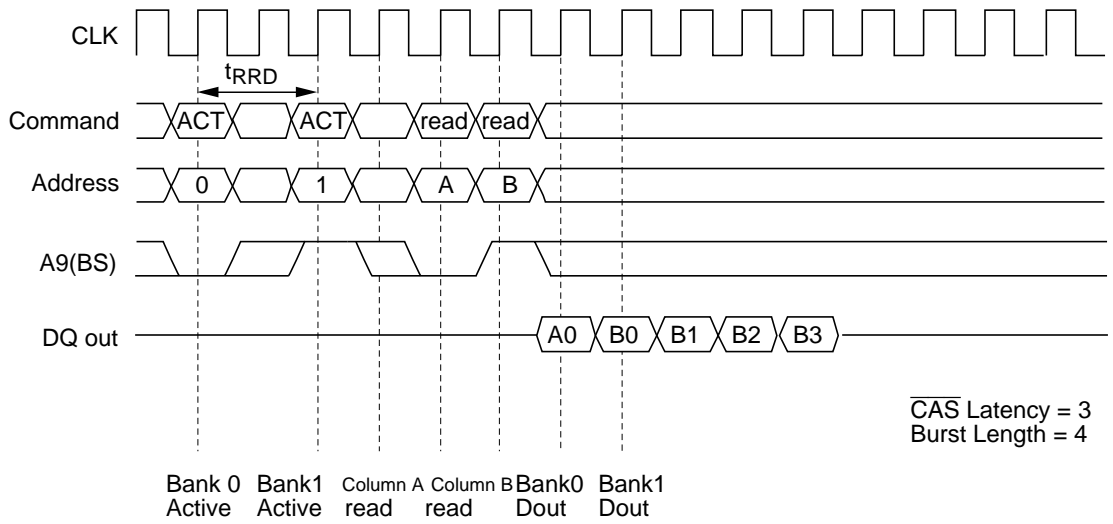 CLK
tRRD
Command ACT ACT read read
Address 0 1 A B
A9(BS)
DQ out A0 B0 B1 B2 B3
CAS Latency = 3
Burst Length = 4
Bank 0 Active
Bank1 Active
Column A read
Column B read
Bank0 Dout
Bank1 Dout